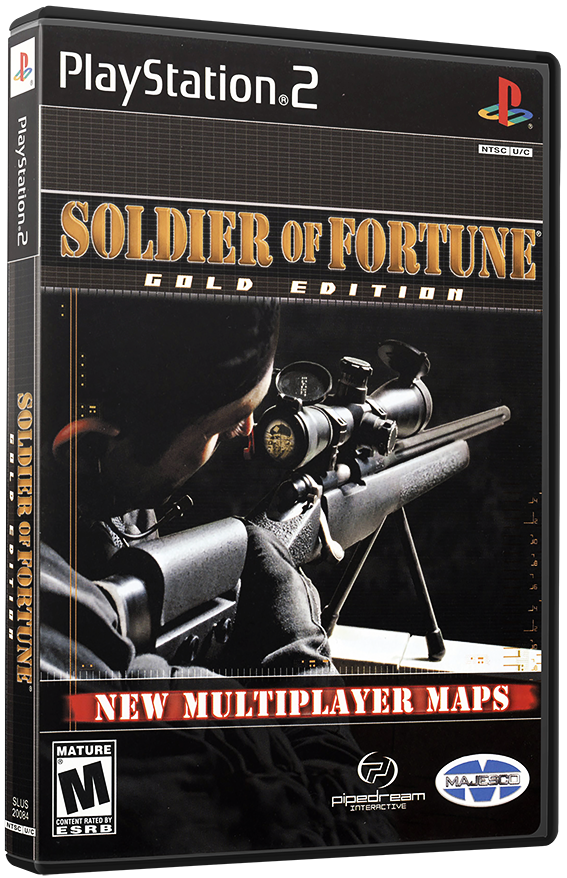 PlayStation®2
NTSC U/C
SOLDIER OF FORTUNE®
GOLD EDITION
NEW MULTIPLAYER MAPS
MATURE
M
®
CONTENT RATED BY
ESRB
pipedream
INTERACTIVE
MAJESCO
PlayStation®2
SOLDIER OF FORTUNE®
GOLD EDITION
SLUS
20084
NTSC U/C